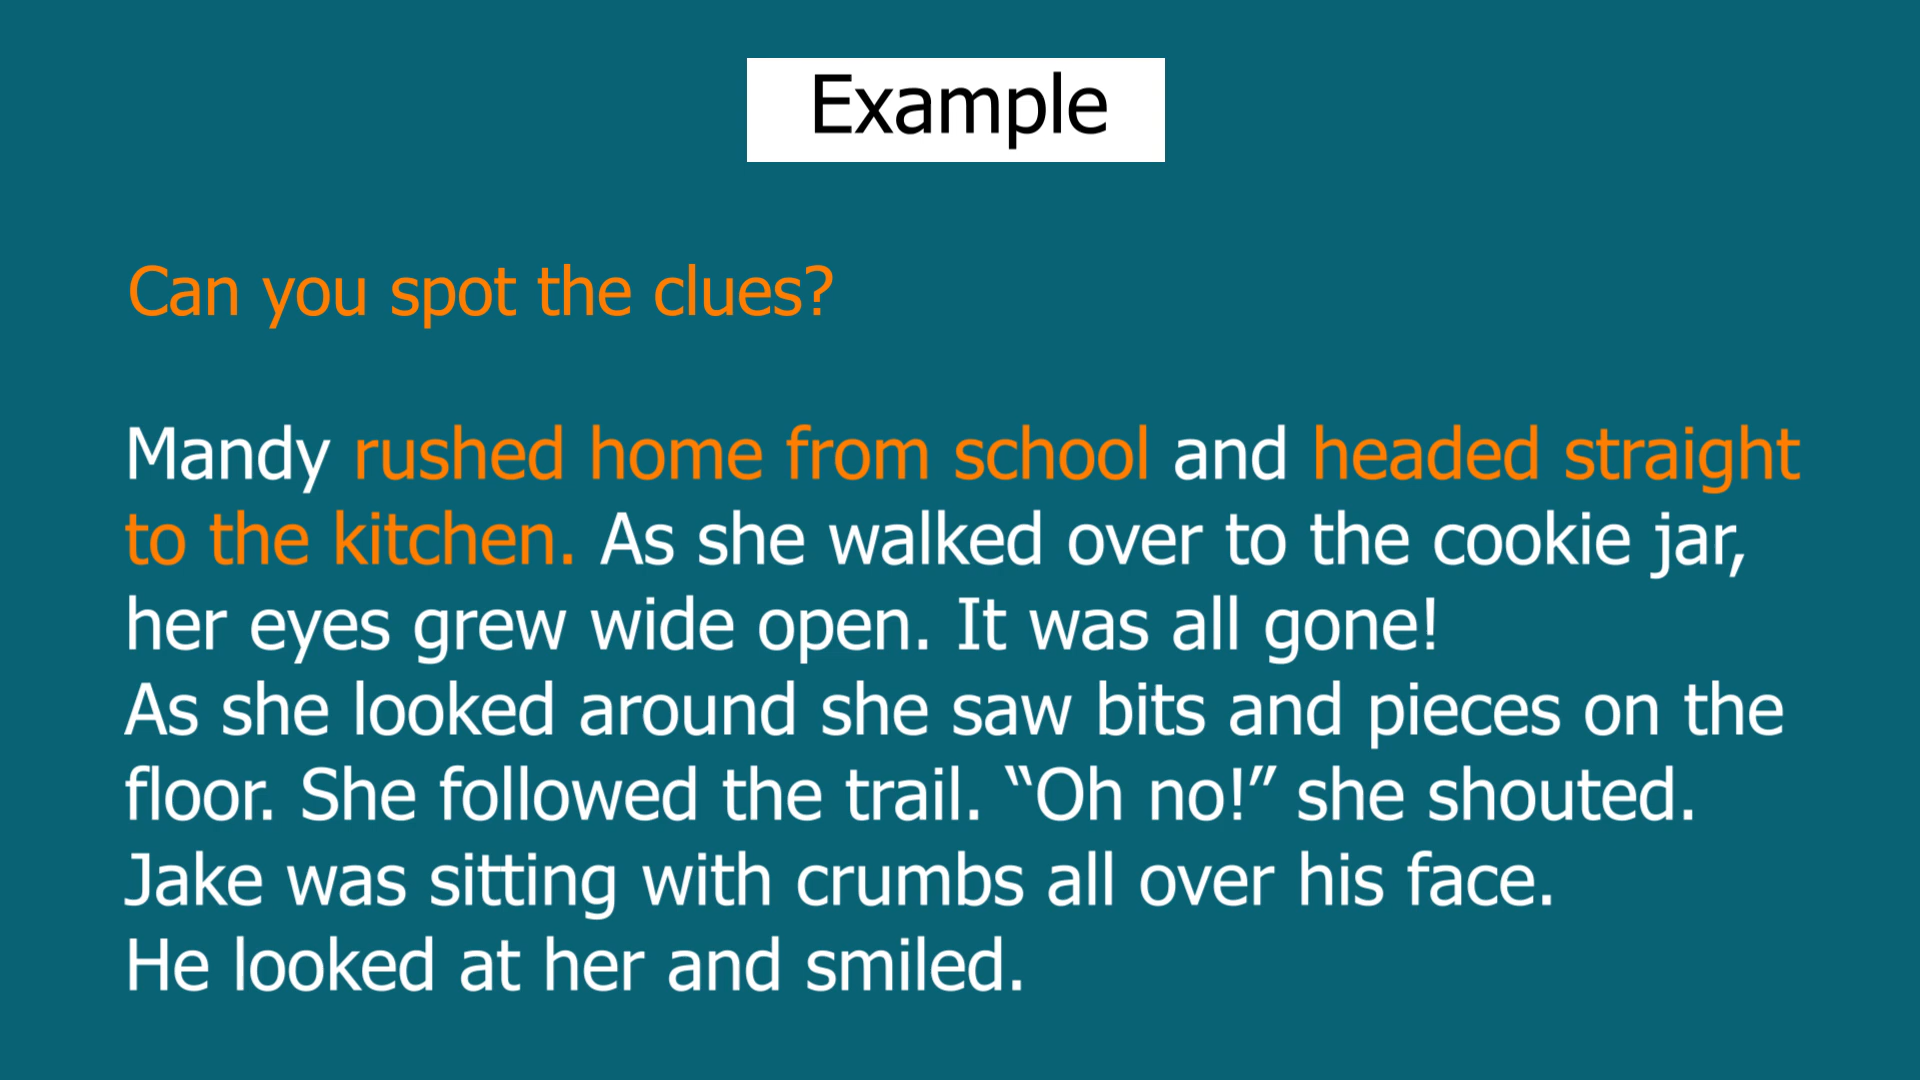 Example
Can you spot the clues?
Mandy rushed home from school and headed straight
to the kitchen. As she walked over to the cookie jar,
her eyes grew wide open. It was all gone!
As she looked around she saw bits and pieces on the
floor. She followed the trail. “Oh no!” she shouted.
Jake was sitting with crumbs all over his face.
He looked at her and smiled.